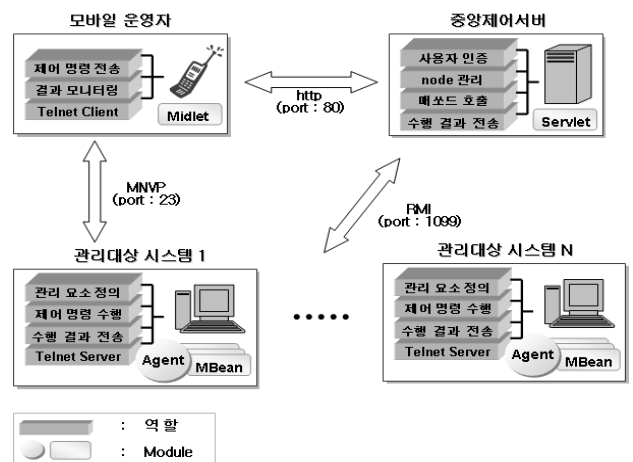 모바일 운영자
제어 명령 전송
결과 모니터링
Telnet Client
Midlet
http
(port : 80)
중앙제어서버
사용자 인증
node 관리
매쏘드 호출
수행 결과 전송
Servlet
MNVP
(port : 23)
RMI
(port : 1099)
관리대상 시스템 1
관리 요소 정의
제어 명령 수행
수행 결과 전송
Telnet Server
Agent
MBean
.....
관리대상 시스템 N
관리 요소 정의
제어 명령 수행
수행 결과 전송
Telnet Server
Agent
MBean
: 역할
: Module